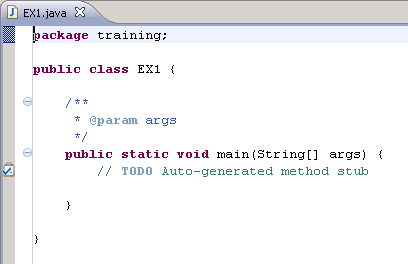 EX1.java
package training;
public class EX1 {
/**
* @param args
*/
public static void main(String[] args) {
// TODO Auto-generated method stub
}
}